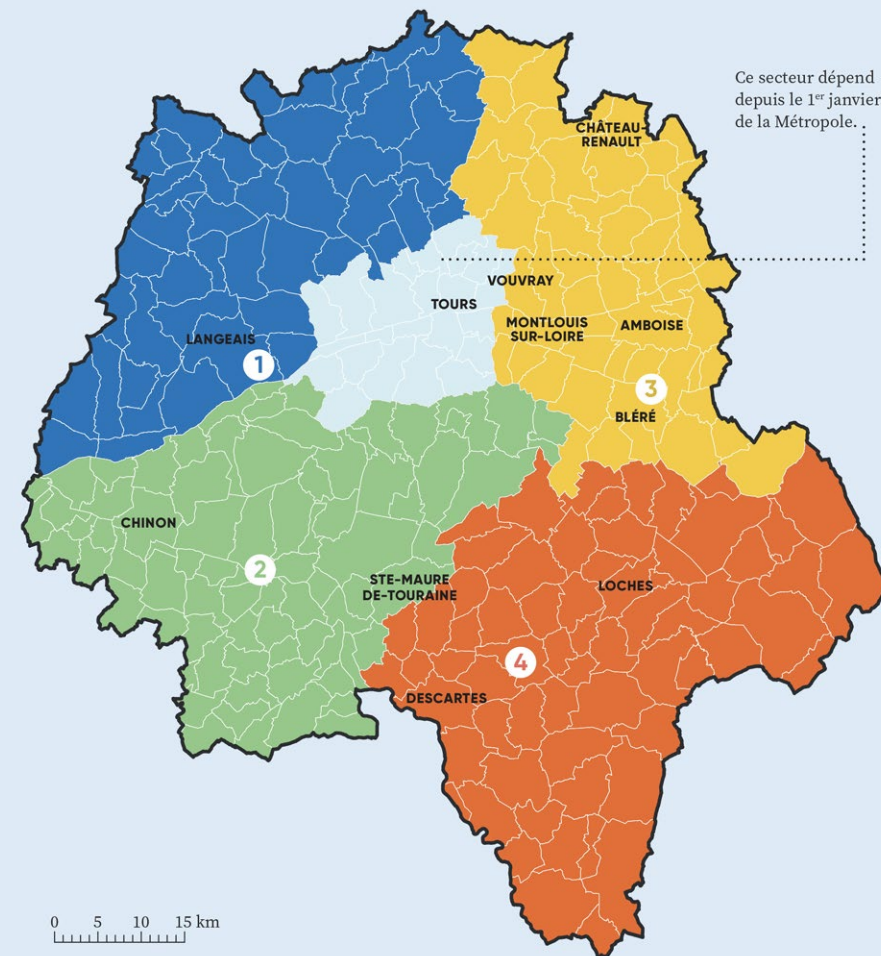 Ce secteur dépend
depuis le 1er janvier
de la Métropole.
CHÂTEAU-
RENAULT
VOUVRAY
TOURS
MONTLOUIS
SUR-LOIRE
AMBOISE
LANGEAIS
1
3
BLÉRÉ
CHINON
2
STE-MAURE
DE-TOURAINE
LOCHES
4
DESCARTES
0 5 10 15 km